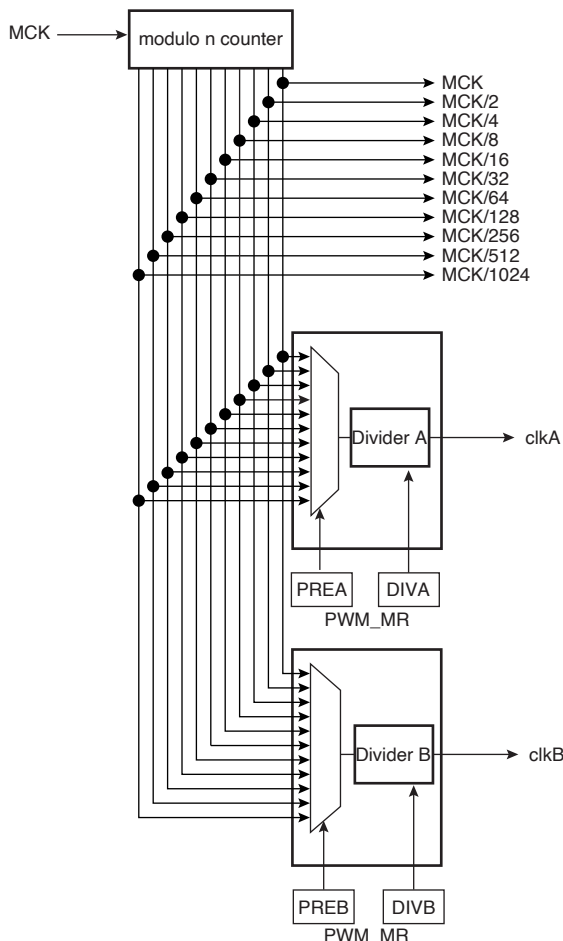 MCK
modulo n counter
MCK
MCK/2
MCK/4
MCK/8
MCK/16
MCK/32
MCK/64
MCK/128
MCK/256
MCK/512
MCK/1024
Divider A
clkA
PREA
DIVA
PWM_MR
Divider B
clkB
PREB
DIVB
PWM_MR